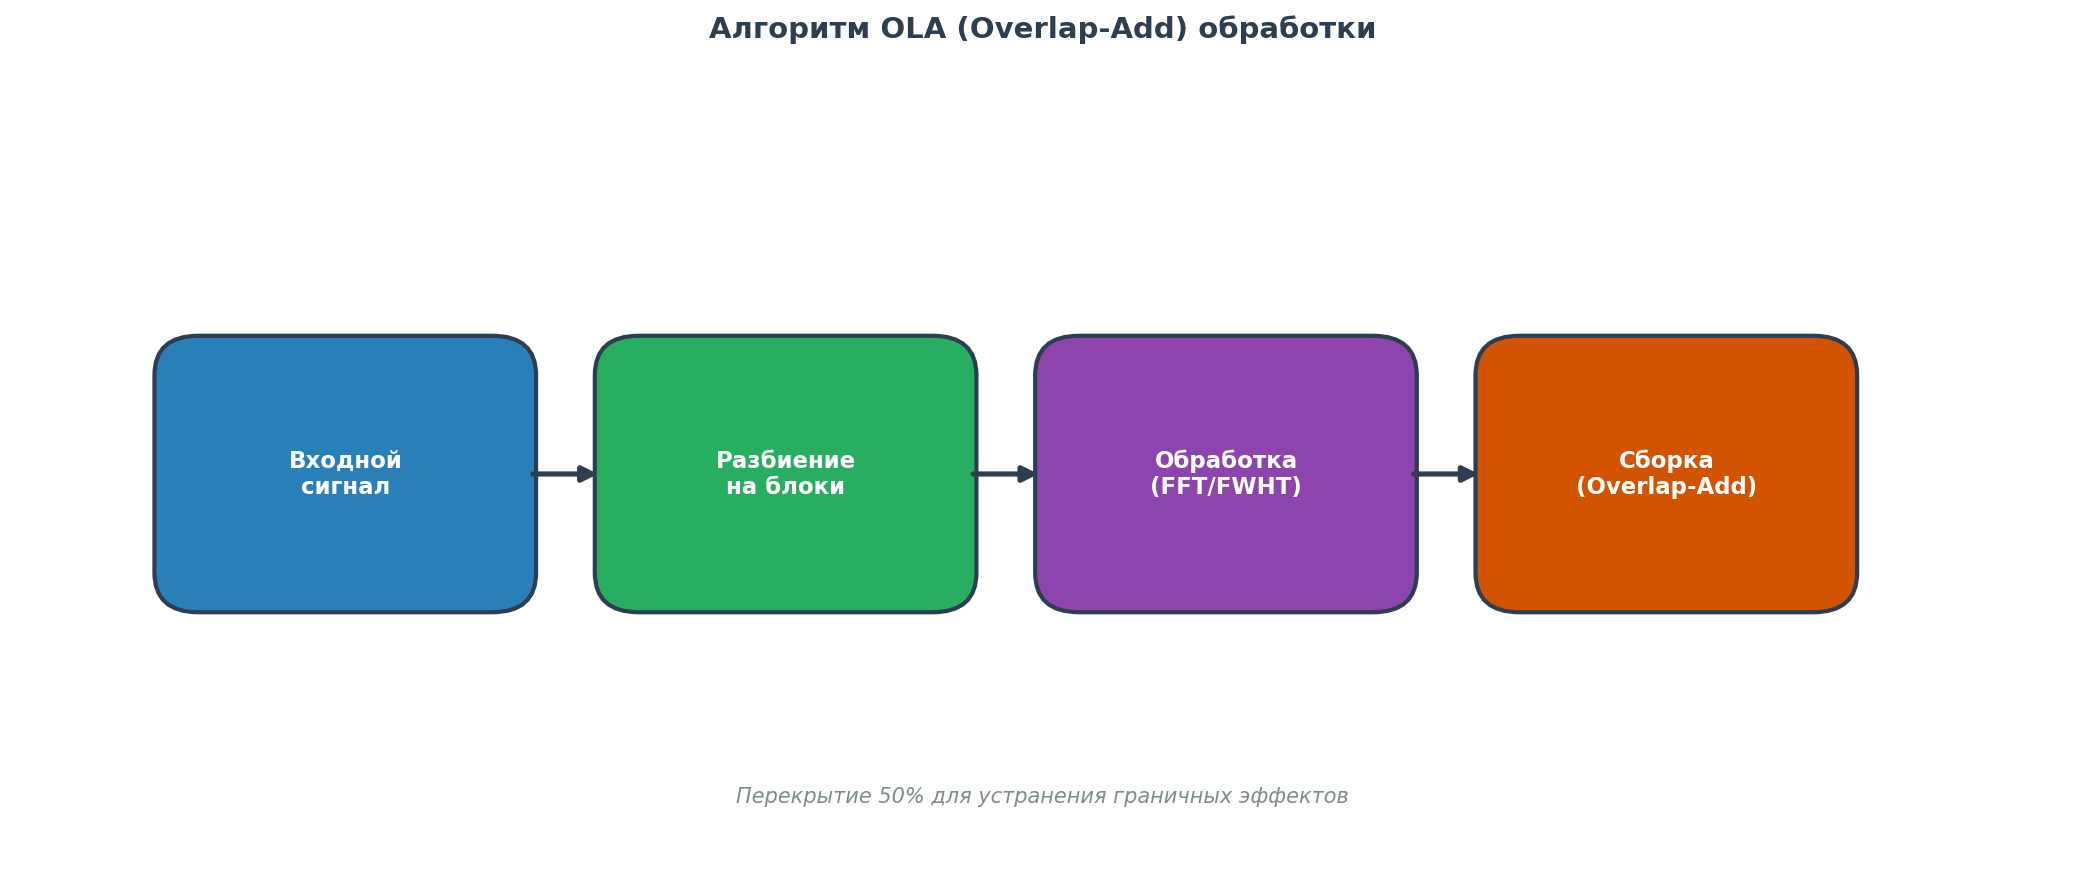 Алгоритм OLA (Overlap-Add) обработки
Входной
сигнал
Разбиение
на блоки
Обработка
(FFT/FWHT)
Сборка
(Overlap-Add)
Перекрытие 50% для устранения граничных эффектов